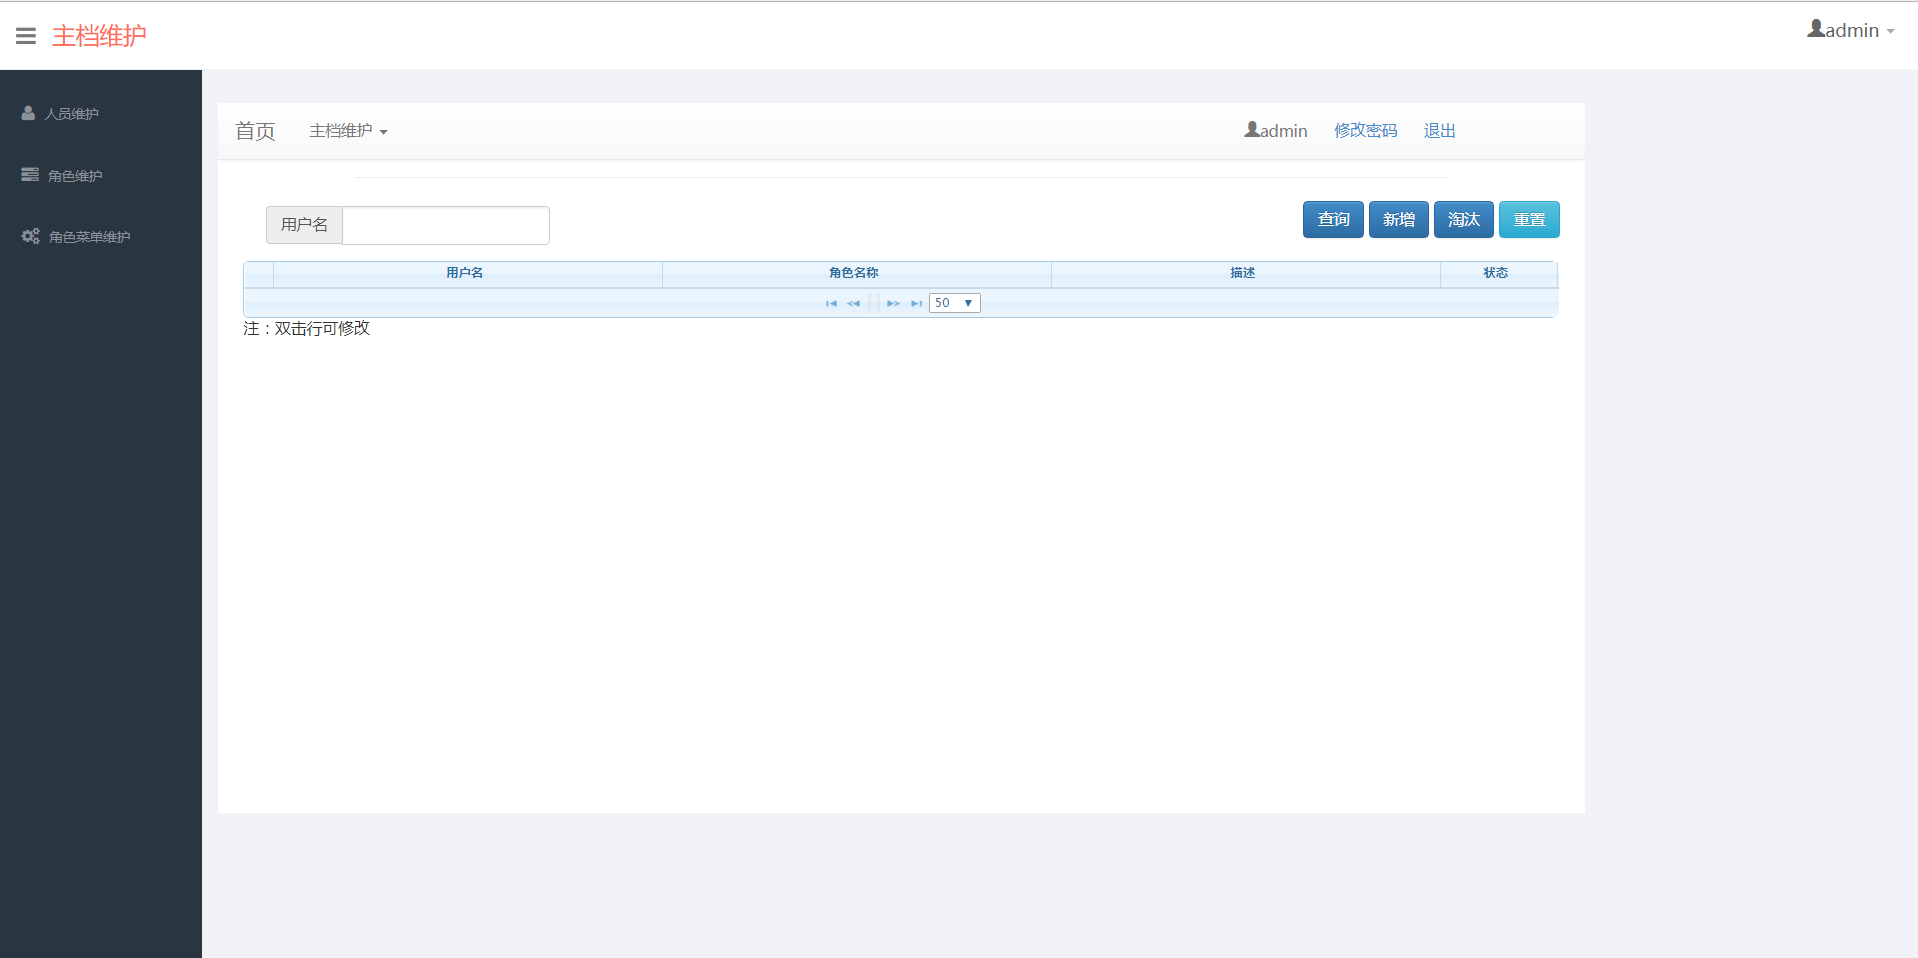 主档维护
admin
人员维护
角色维护
角色菜单维护
首页 主档维护 admin 修改密码 退出
用户名 查询 新增 淘汰 重置
用户名 角色名称 描述 状态
50
注：双击行可修改